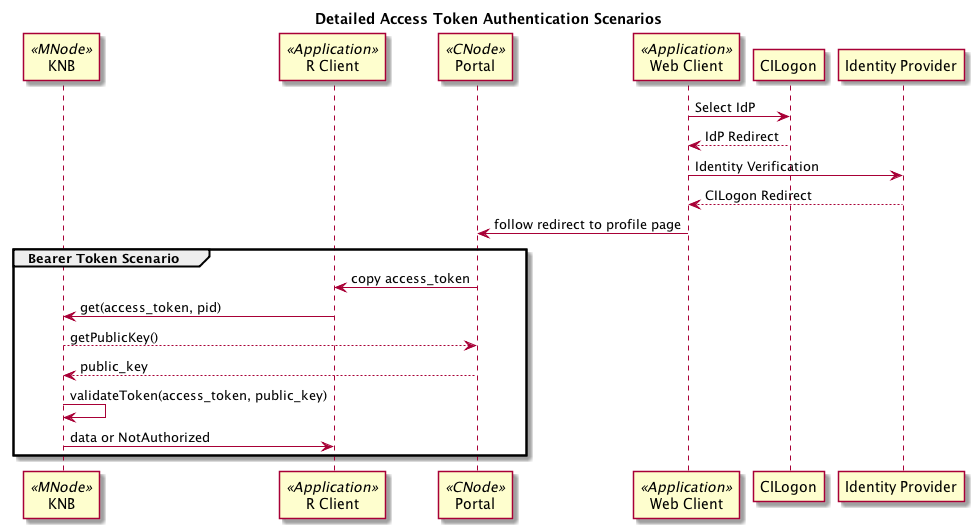 Detailed Access Token Authentication Scenarios
«MNode»
KNB
«Application»
R Client
«CNode»
Portal
«Application»
Web Client
CILogon
Identity Provider
Select IdP
IdP Redirect
Identity Verification
CILogon Redirect
follow redirect to profile page
Bearer Token Scenario
copy access_token
get(access_token, pid)
getPublicKey()
public_key
validateToken(access_token, public_key)
data or NotAuthorized
«MNode»
KNB
«Application»
R Client
«CNode»
Portal
«Application»
Web Client
CILogon
Identity Provider